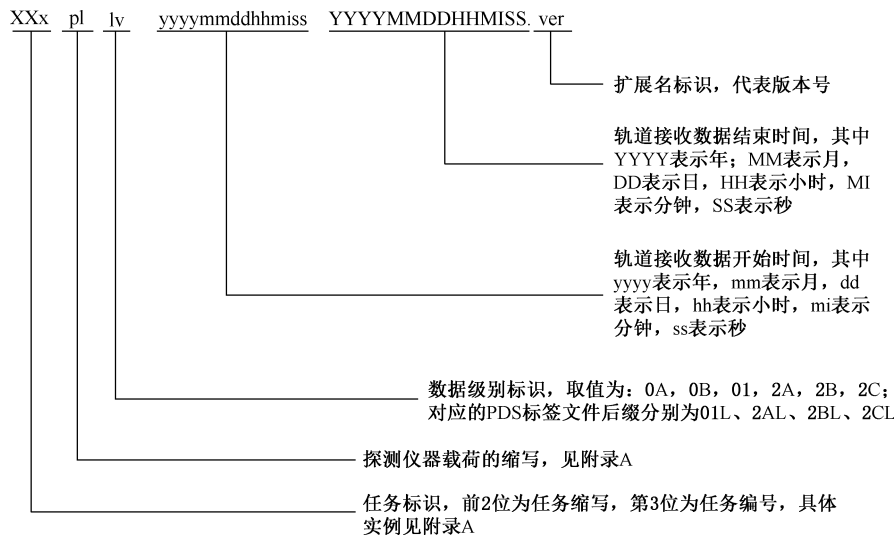 XXx pl lv yyyymmddhhmiss YYYYMMDDHHMISS. ver
扩展名标识，代表版本号
轨道接收数据结束时间，其中
YYYY表示年；MM表示月，
DD表示日，HH表示小时，MI
表示分钟，SS表示秒
轨道接收数据开始时间，其中
yyyy表示年，mm表示月，dd
表示日，hh表示小时，mi表示
分钟，ss表示秒
数据级别标识，取值为：0A，0B，01，2A，2B，2C；
对应的PDS标签文件后缀分别为01L、2AL、2BL、2CL
探测仪器载荷的缩写，见附录A
任务标识，前2位为任务缩写，第3位为任务编号，具体
实例见附录A